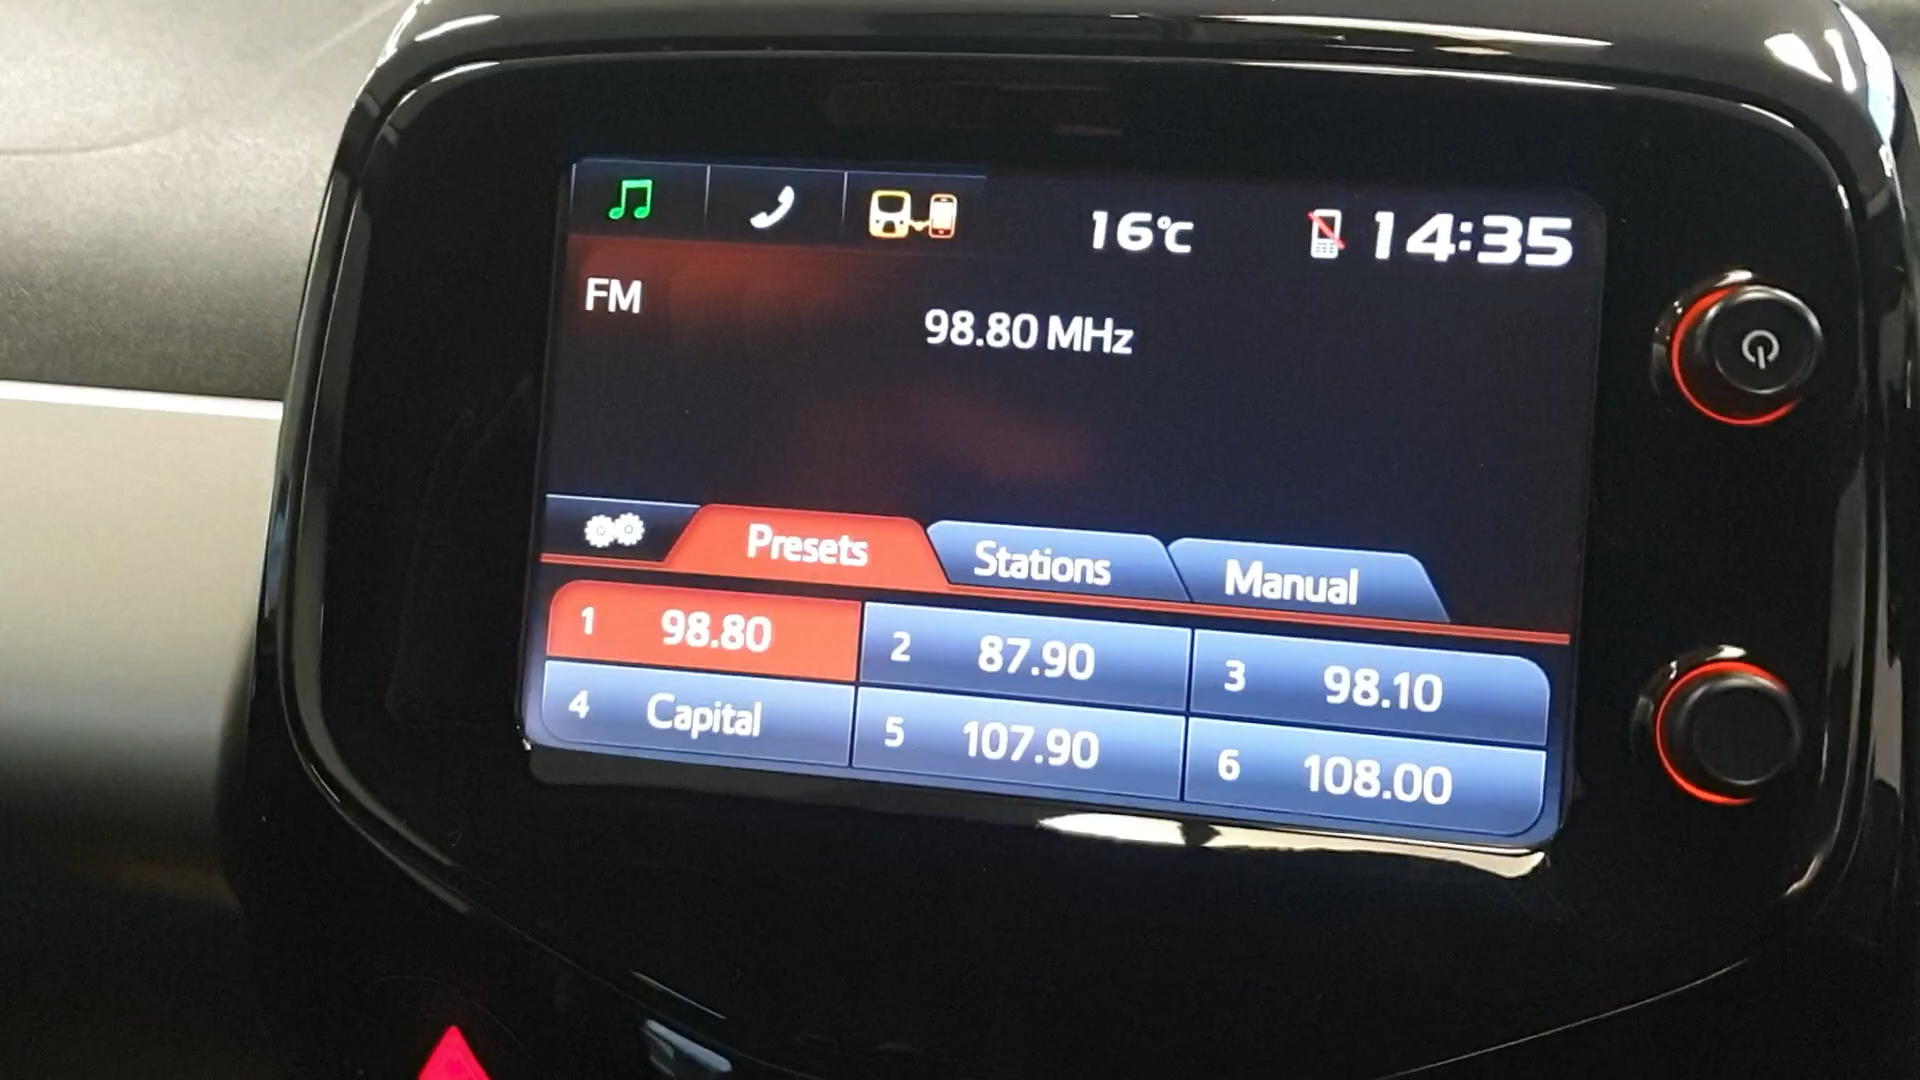 16°C 14:35
FM
98.80 MHz
Presets Stations Manual
1 98.80 2 87.90 3 98.10
4 Capital 5 107.90 6 108.00